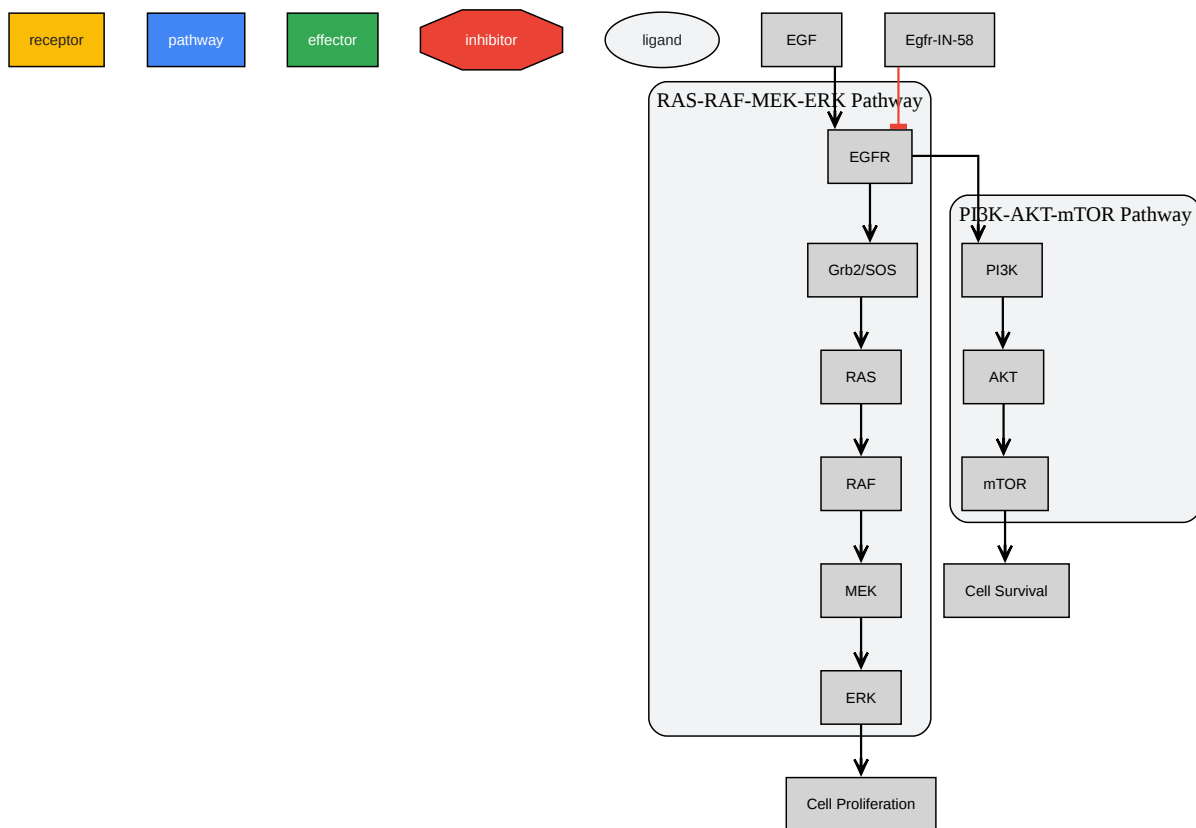 receptor
pathway
effector
inhibitor
ligand
EGF
Egfr-IN-58
RAS-RAF-MEK-ERK Pathway
EGFR
PI3K-AKT-mTOR Pathway
Grb2/SOS
PI3K
RAS
AKT
RAF
mTOR
MEK
Cell Survival
ERK
Cell Proliferation